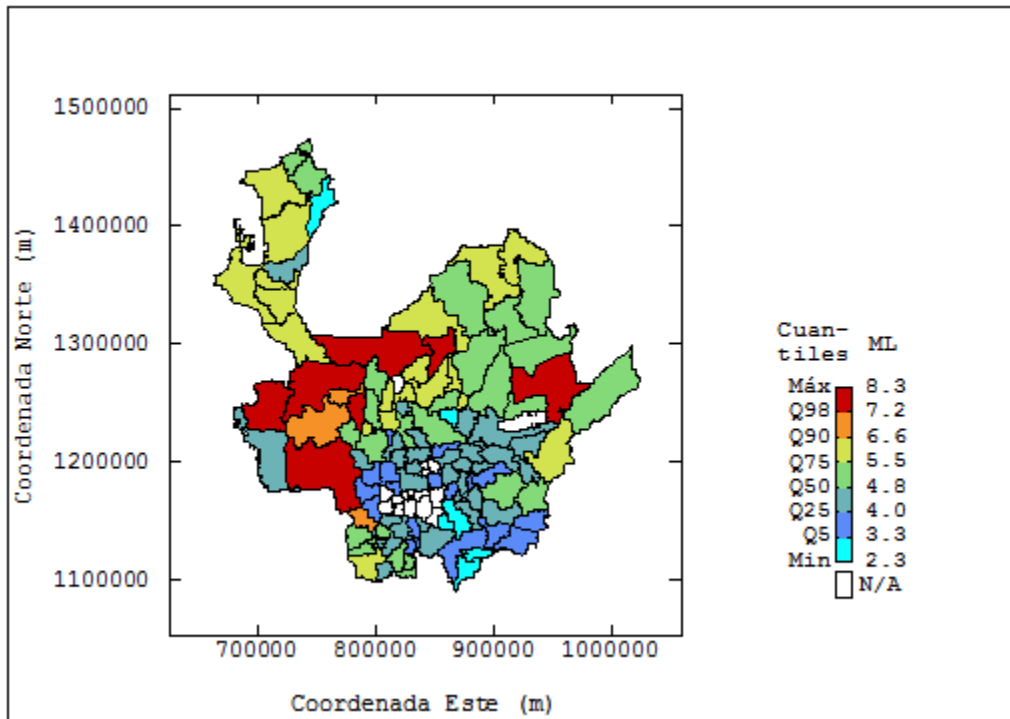 1500000
1400000
1300000
1200000
1100000
Coordenada Norte (m)
700000 800000 900000 1000000
Coordenada Este (m)
Cuan-
tiles ML
Máx 8.3
Q98 7.2
Q90 6.6
Q75 5.5
Q50 4.8
Q25 4.0
Q5 3.3
Min 2.3
N/A